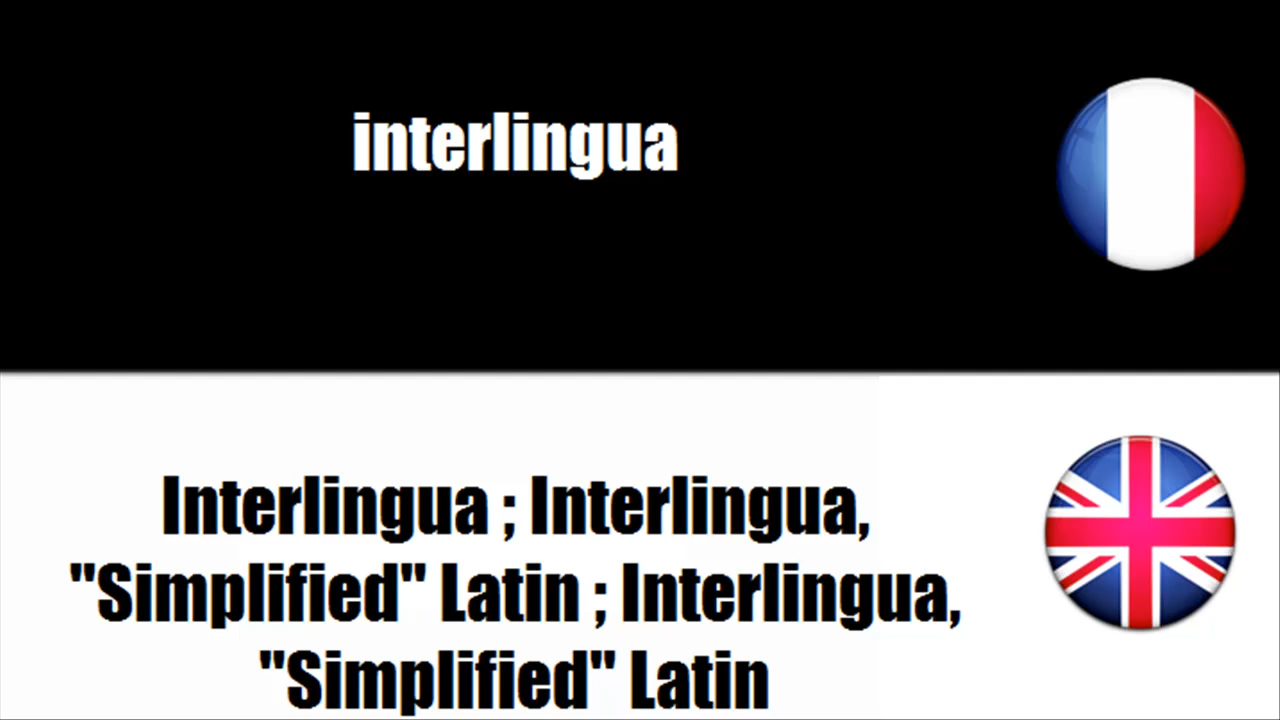 interlingua
Interlingua ; Interlingua,
"Simplified" Latin ; Interlingua,
"Simplified" Latin